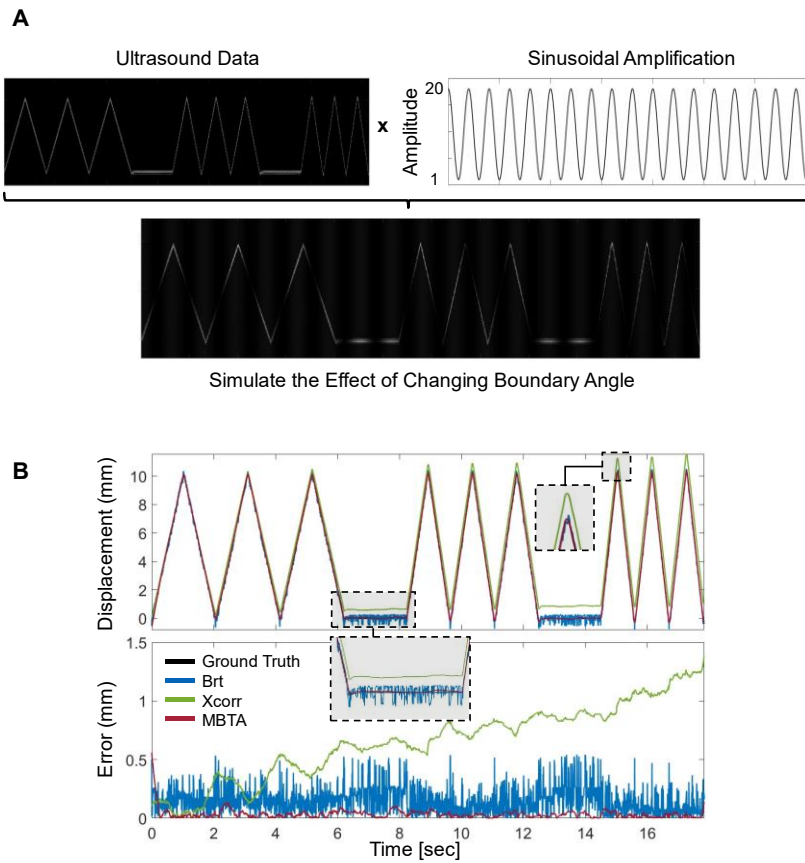 A
Ultrasound Data
Sinusoidal Amplification
x
Amplitude
20
1
Simulate the Effect of Changing Boundary Angle
B
Displacement (mm)
10
8
6
4
2
0
Error (mm)
1.5
1
0.5
0
Ground Truth
Brt
Xcorr
MBTA
0 2 4 6 8 10 12 14 16
Time [sec]